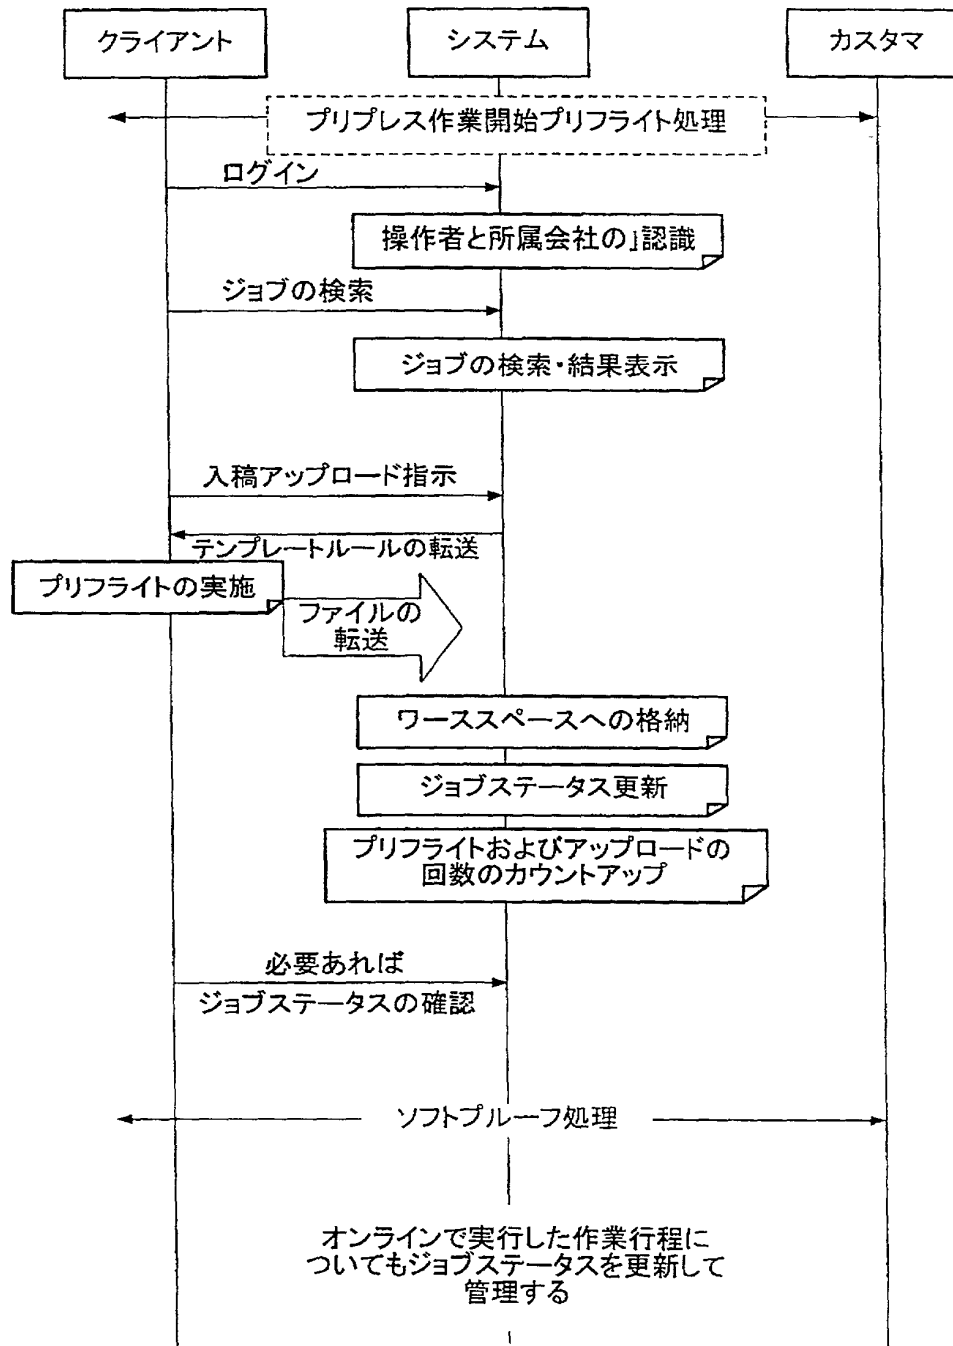 クライアント
システム
カスタマ
プリプレス作業開始プリフライト処理
ログイン
操作者と所属会社の」認識
ジョブの検索
ジョブの検索・結果表示
入稿アップロード指示
テンプレートルールの転送
プリフライトの実施
ファイルの
転送
ワーススペースへの格納
ジョブステータス更新
プリフライトおよびアップロードの
回数のカウントアップ
必要あれば
ジョブステータスの確認
ソフトプルーフ処理
オンラインで実行した作業行程に
ついてもジョブステータスを更新して
管理する